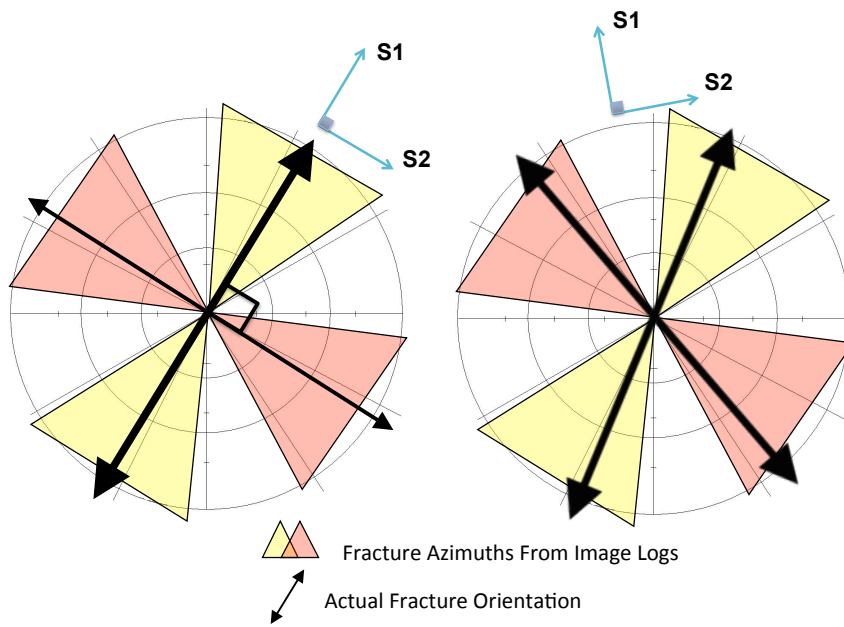 S1
S2
S1
S2
Fracture Azimuths From Image Logs
Actual Fracture Orientation